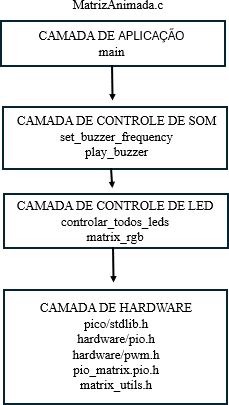 MatrizAnimada.c
CAMADA DE APLICAÇÃO
main
CAMADA DE CONTROLE DE SOM
set_buzzer_frequency
play_buzzer
CAMADA DE CONTROLE DE LED
controlar_todos_leds
matrix_rgb
CAMADA DE HARDWARE
pico/stdlib.h
hardware/pio.h
hardware/pwm.h
pio_matrix.pio.h
matrix_utils.h